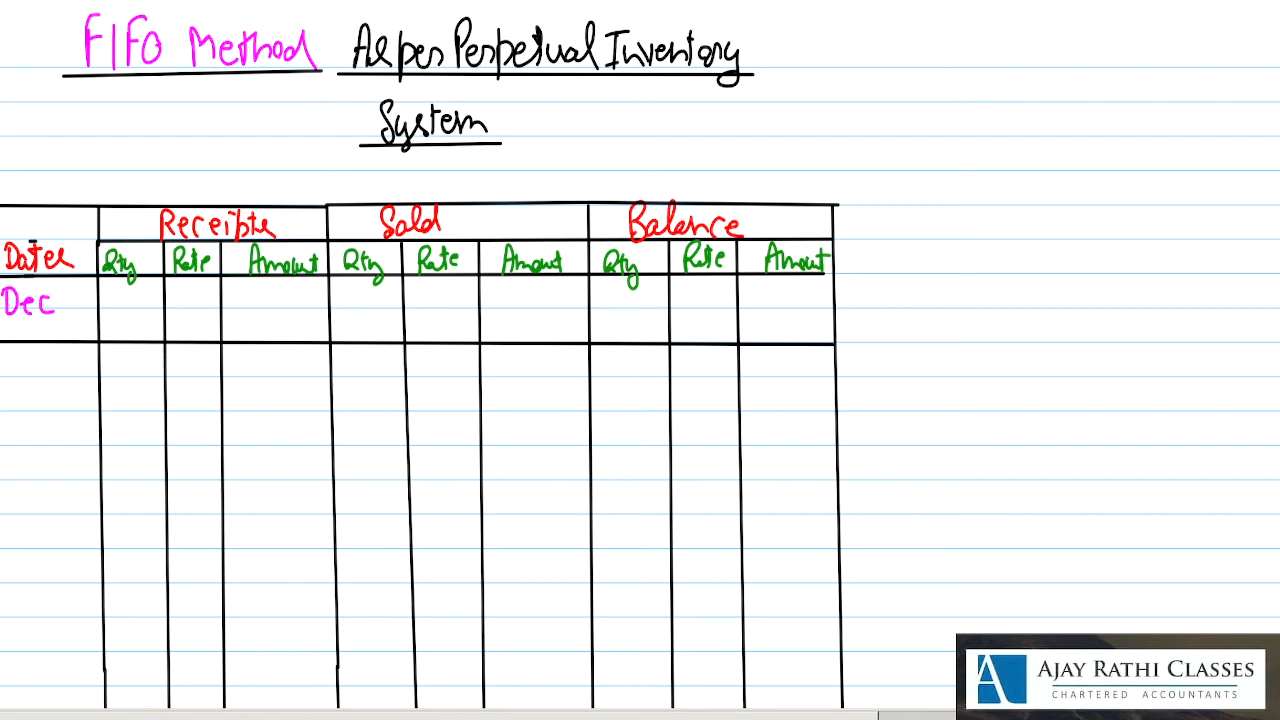 FIFO Method As per Perpetual Inventory
System
Receipts Sold Balance
Dates Qty Rate Amount Qty Rate Amount Qty Rate Amount
Dec
AJAY RATHI CLASSES
CHARTERED ACCOUNTANTS